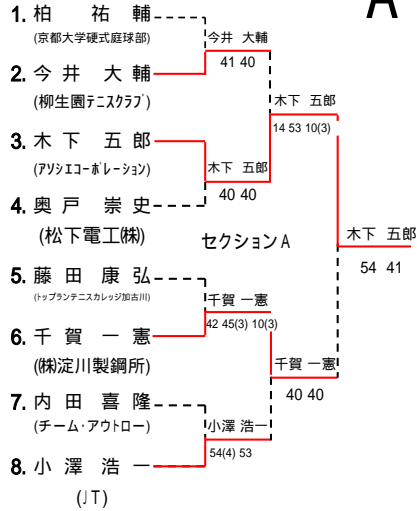 A
1. 柏 祐 輔
(京都大学硬式庭球部)
今井 大輔
41 40
2. 今 井 大 輔
(柳生園テニスクラブ)
木下 五郎
14 53 10(3)
3. 木 下 五 郎
(アソシエコーポレーション)
木下 五郎
40 40
4. 奥 戸 崇 史
(松下電工㈱)
セクションA
木下 五郎
54 41
5. 藤 田 康 弘
(トップランテニスカレッジ加古川)
千賀 一憲
42 45(3) 10(3)
6. 千 賀 一 憲
(㈱淀川製鋼所)
千賀 一憲
40 40
7. 内 田 喜 隆
(チーム・アウトロー)
小澤 浩一
54(4) 53
8. 小 澤 浩 一
(JT)